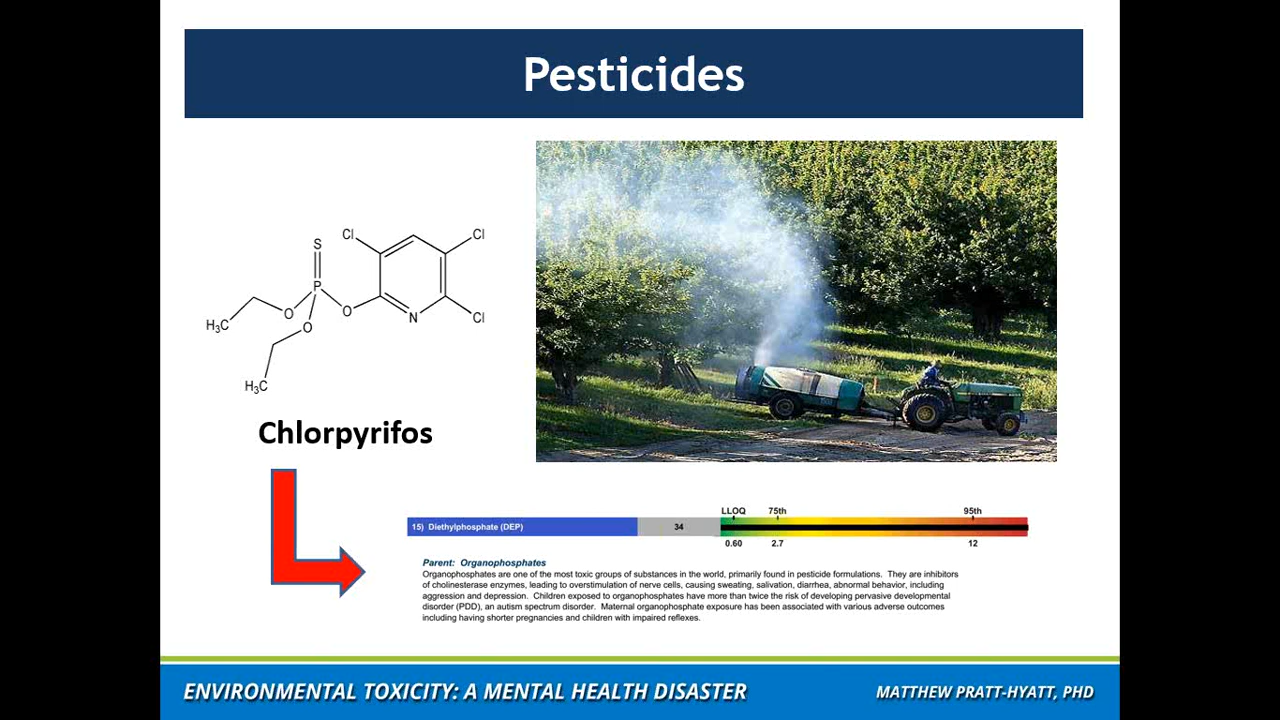 Pesticides
S
Cl
Cl
P
O
O
O
N
Cl
H₃C
H₃C
Chlorpyrifos
LLOQ 75th 95th
15) Diethylphosphate (DEP) 34
0.60 2.7 12
Parent: Organophosphates
Organophosphates are one of the most toxic groups of substances in the world, primarily found in pesticide formulations. They are inhibitors
of cholinesterase enzymes, leading to overstimulation of nerve cells, causing sweating, salivation, diarrhea, abnormal behavior, including
aggression and depression. Children exposed to organophosphates have more than twice the risk of developing pervasive developmental
disorder (PDD), an autism spectrum disorder. Maternal organophosphate exposure has been associated with various adverse outcomes
including having shorter pregnancies and children with impaired reflexes.
ENVIRONMENTAL TOXICITY: A MENTAL HEALTH DISASTER
MATTHEW PRATT-HYATT, PHD